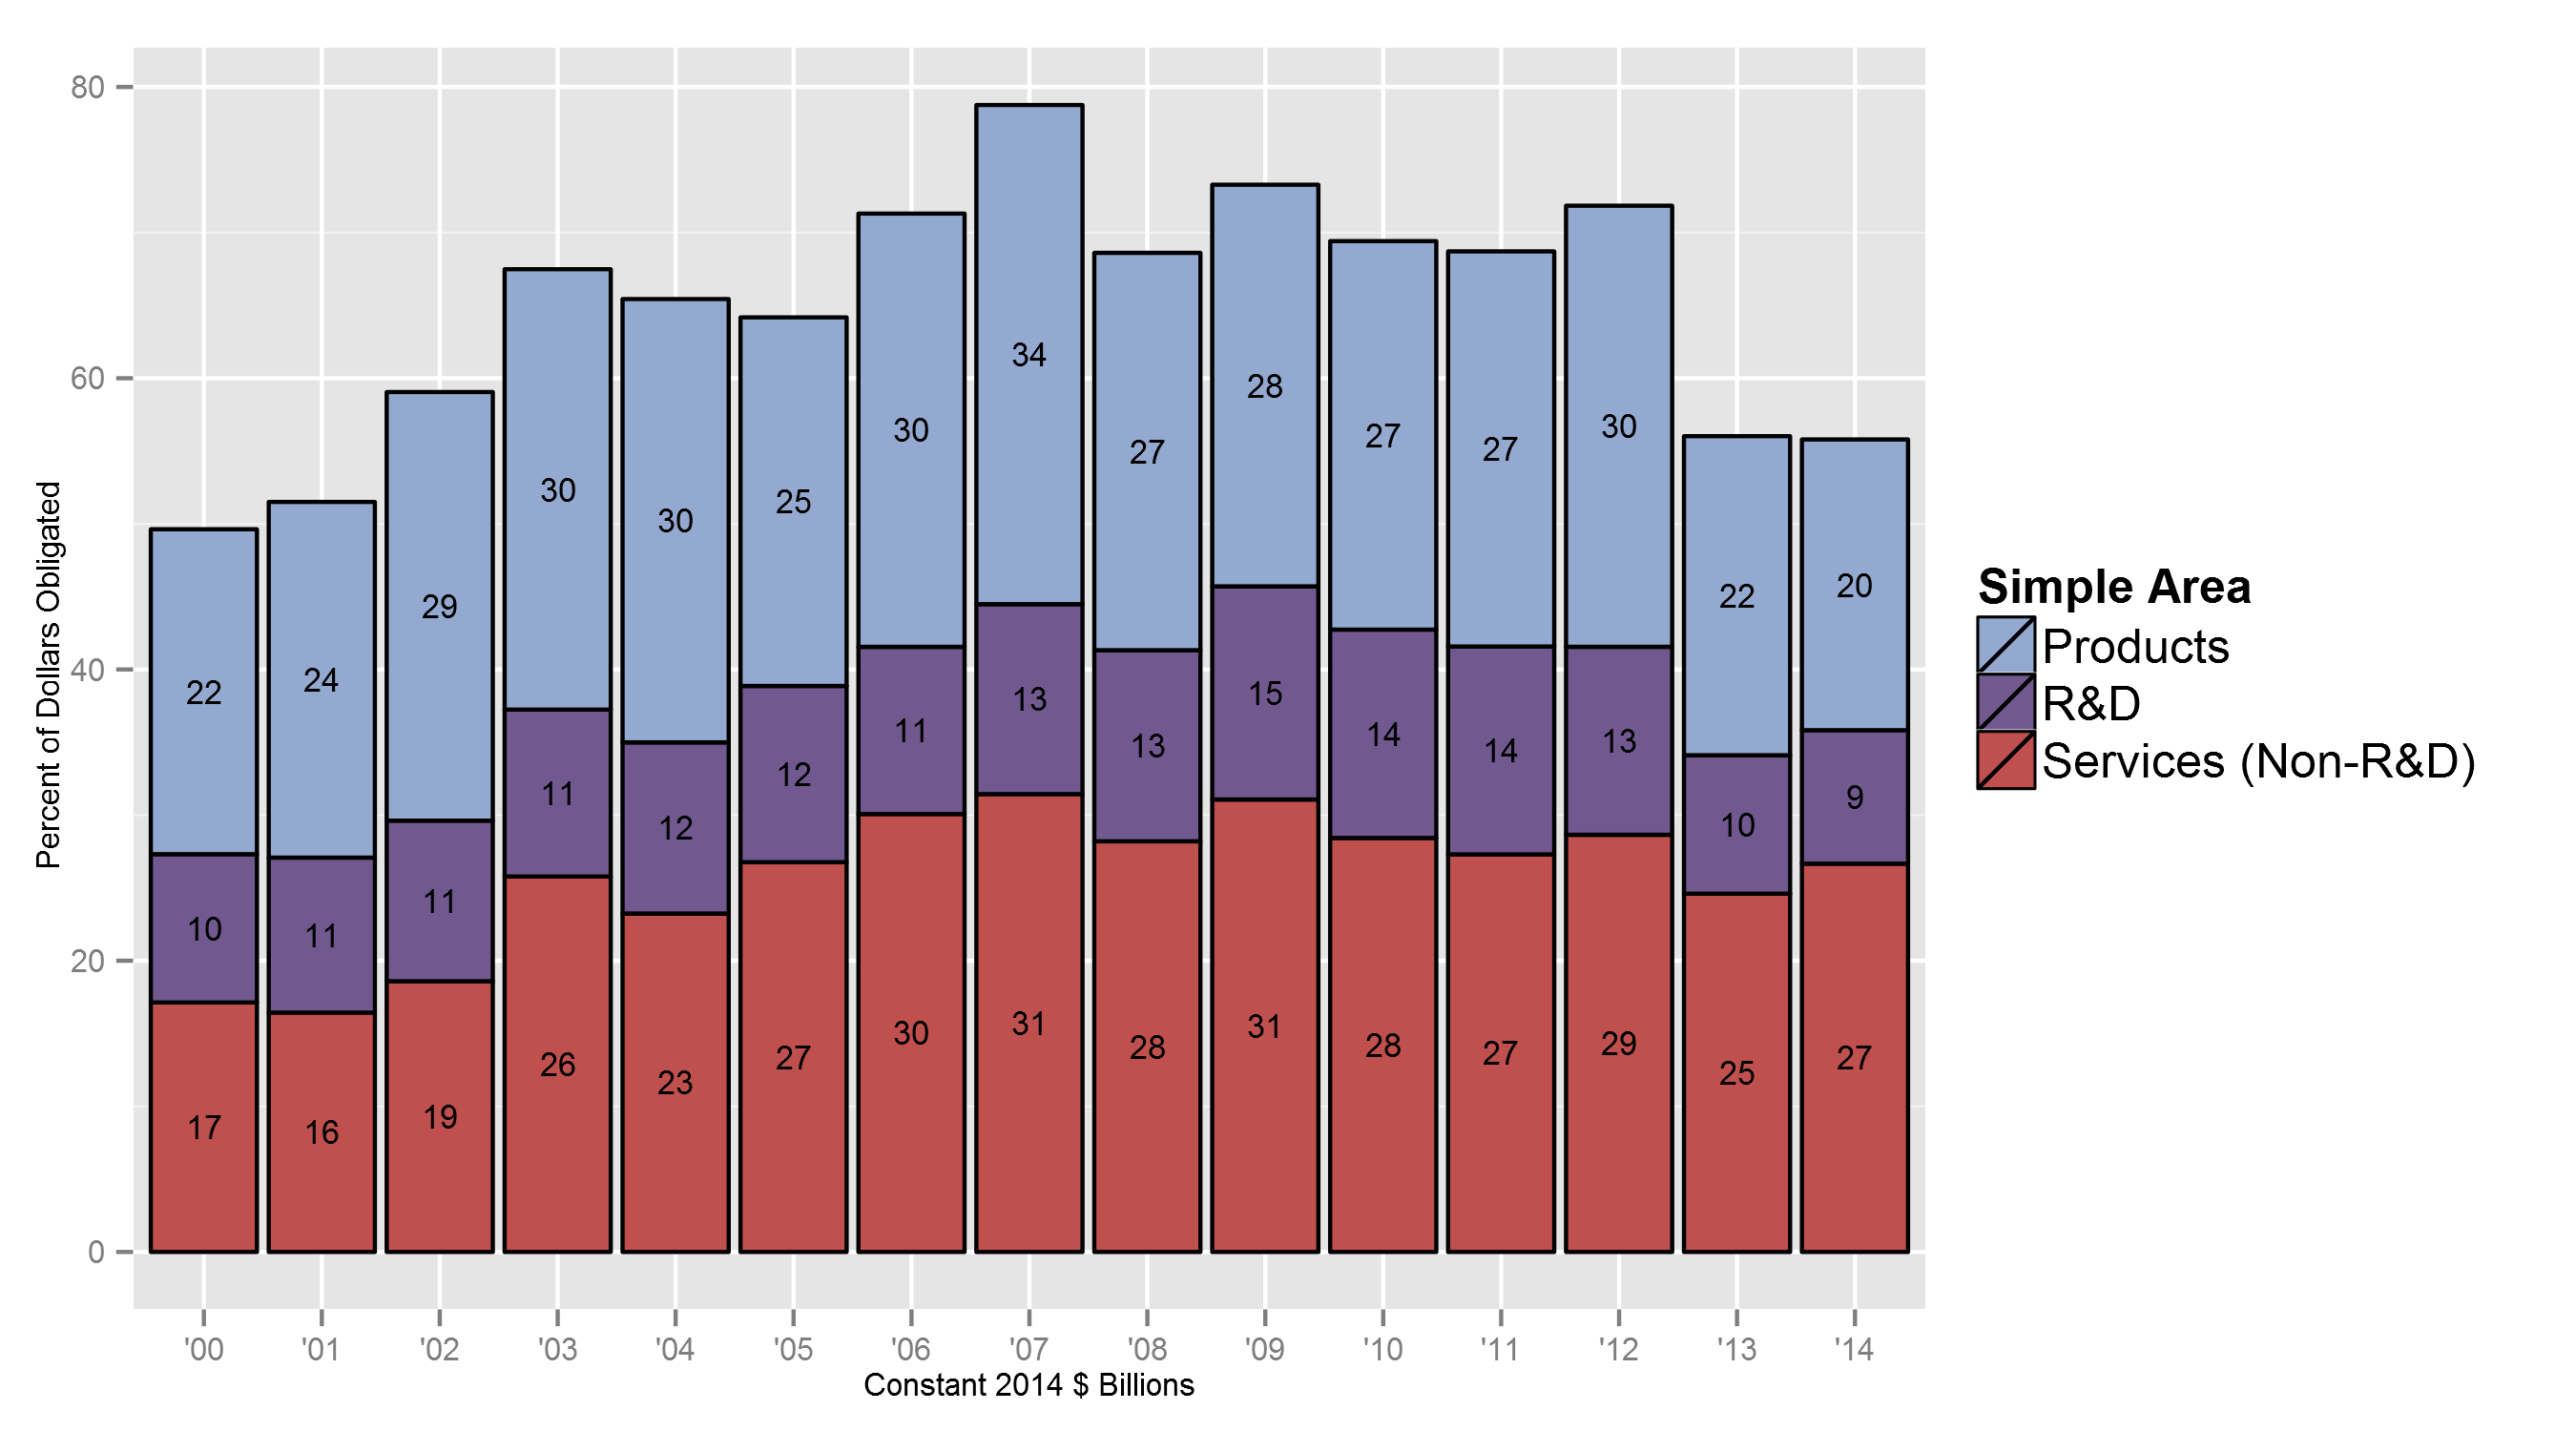 80
60
40
20
0
Percent of Dollars Obligated
22 24 29 30 30 25 30 34 27 28 27 27 30 22 20
10 11 11 11 12 12 11 13 13 15 14 14 13 10 9
17 16 19 26 23 27 30 31 28 31 28 27 29 25 27
'00 '01 '02 '03 '04 '05 '06 '07 '08 '09 '10 '11 '12 '13 '14
Constant 2014 $ Billions
Simple Area
Products
R&D
Services (Non-R&D)